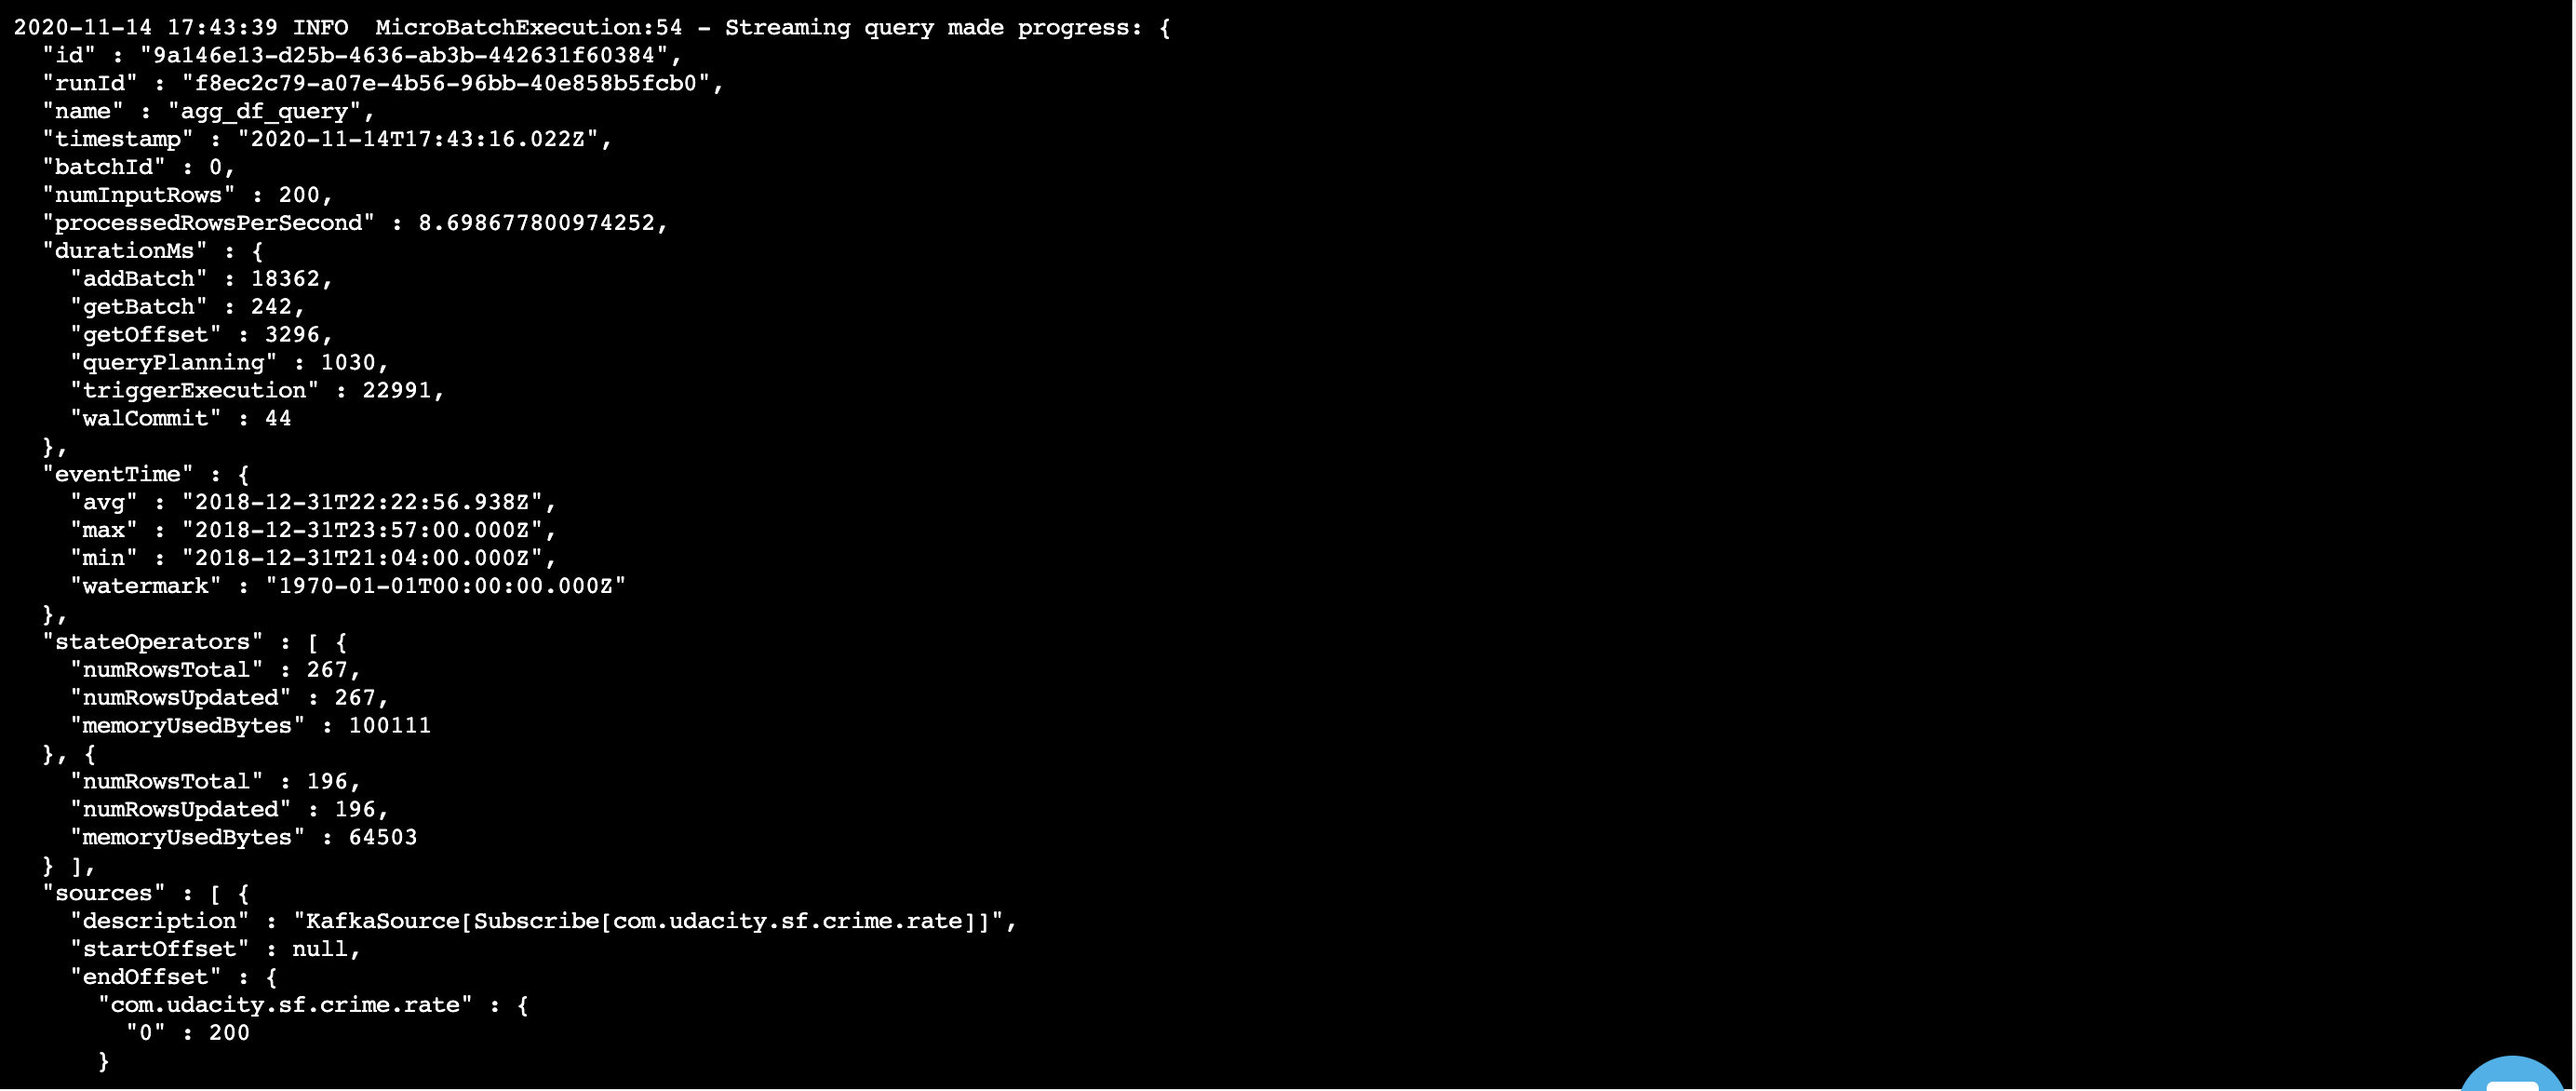 2020-11-14 17:43:39 INFO  MicroBatchExecution:54 - Streaming query made progress: {
  "id" : "9a146e13-d25b-4636-ab3b-442631f60384",
  "runId" : "f8ec2c79-a07e-4b56-96bb-40e858b5fcb0",
  "name" : "agg_df_query",
  "timestamp" : "2020-11-14T17:43:16.022Z",
  "batchId" : 0,
  "numInputRows" : 200,
  "processedRowsPerSecond" : 8.698677800974252,
  "durationMs" : {
    "addBatch" : 18362,
    "getBatch" : 242,
    "getOffset" : 3296,
    "queryPlanning" : 1030,
    "triggerExecution" : 22991,
    "walCommit" : 44
  },
  "eventTime" : {
    "avg" : "2018-12-31T22:22:56.938Z",
    "max" : "2018-12-31T23:57:00.000Z",
    "min" : "2018-12-31T21:04:00.000Z",
    "watermark" : "1970-01-01T00:00:00.000Z"
  },
  "stateOperators" : [ {
    "numRowsTotal" : 267,
    "numRowsUpdated" : 267,
    "memoryUsedBytes" : 100111
  }, {
    "numRowsTotal" : 196,
    "numRowsUpdated" : 196,
    "memoryUsedBytes" : 64503
  } ],
  "sources" : [ {
    "description" : "KafkaSource[Subscribe[com.udacity.sf.crime.rate]]",
    "startOffset" : null,
    "endOffset" : {
      "com.udacity.sf.crime.rate" : {
        "0" : 200
      }